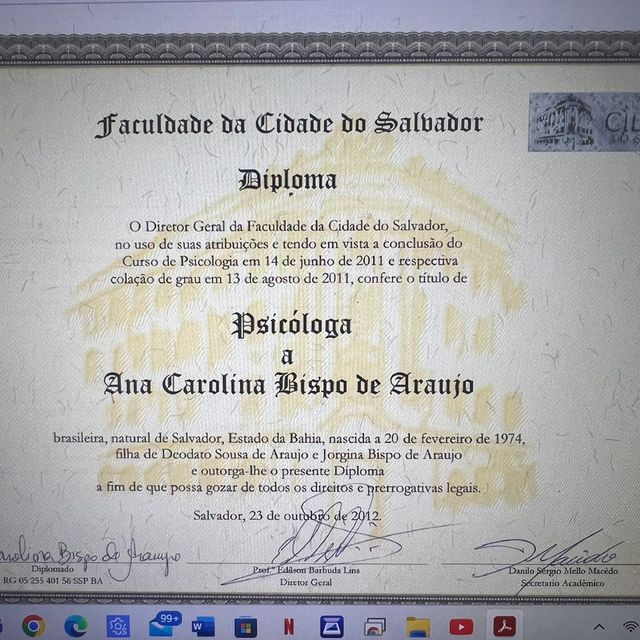 Faculdade da Cidade do Salvador
Diploma
O Diretor Geral da Faculdade da Cidade do Salvador,
no uso de suas atribuições e tendo em vista a conclusão do
Curso de Psicologia em 14 de junho de 2011 e respectiva
colação de grau em 13 de agosto de 2011, confere o título de
Psicóloga
a
Ana Carolina Bispo de Araujo
brasileira, natural de Salvador, Estado da Bahia, nascida a 20 de fevereiro de 1974,
filha de Deodato Sousa de Araujo e Jorgina Bispo de Araujo
e outorga-lhe o presente Diploma
a fim de que possa gozar de todos os direitos e prerrogativas legais.
Salvador, 23 de outubro de 2012.
Carolina Bispo de Araujo
Diplomado
RG 05 255 401 56 SSP BA
Prof.º Edilson Barbuda Lins
Diretor Geral
Danilo Sérgio Mello Macêdo
Secretario Acadêmico
99+